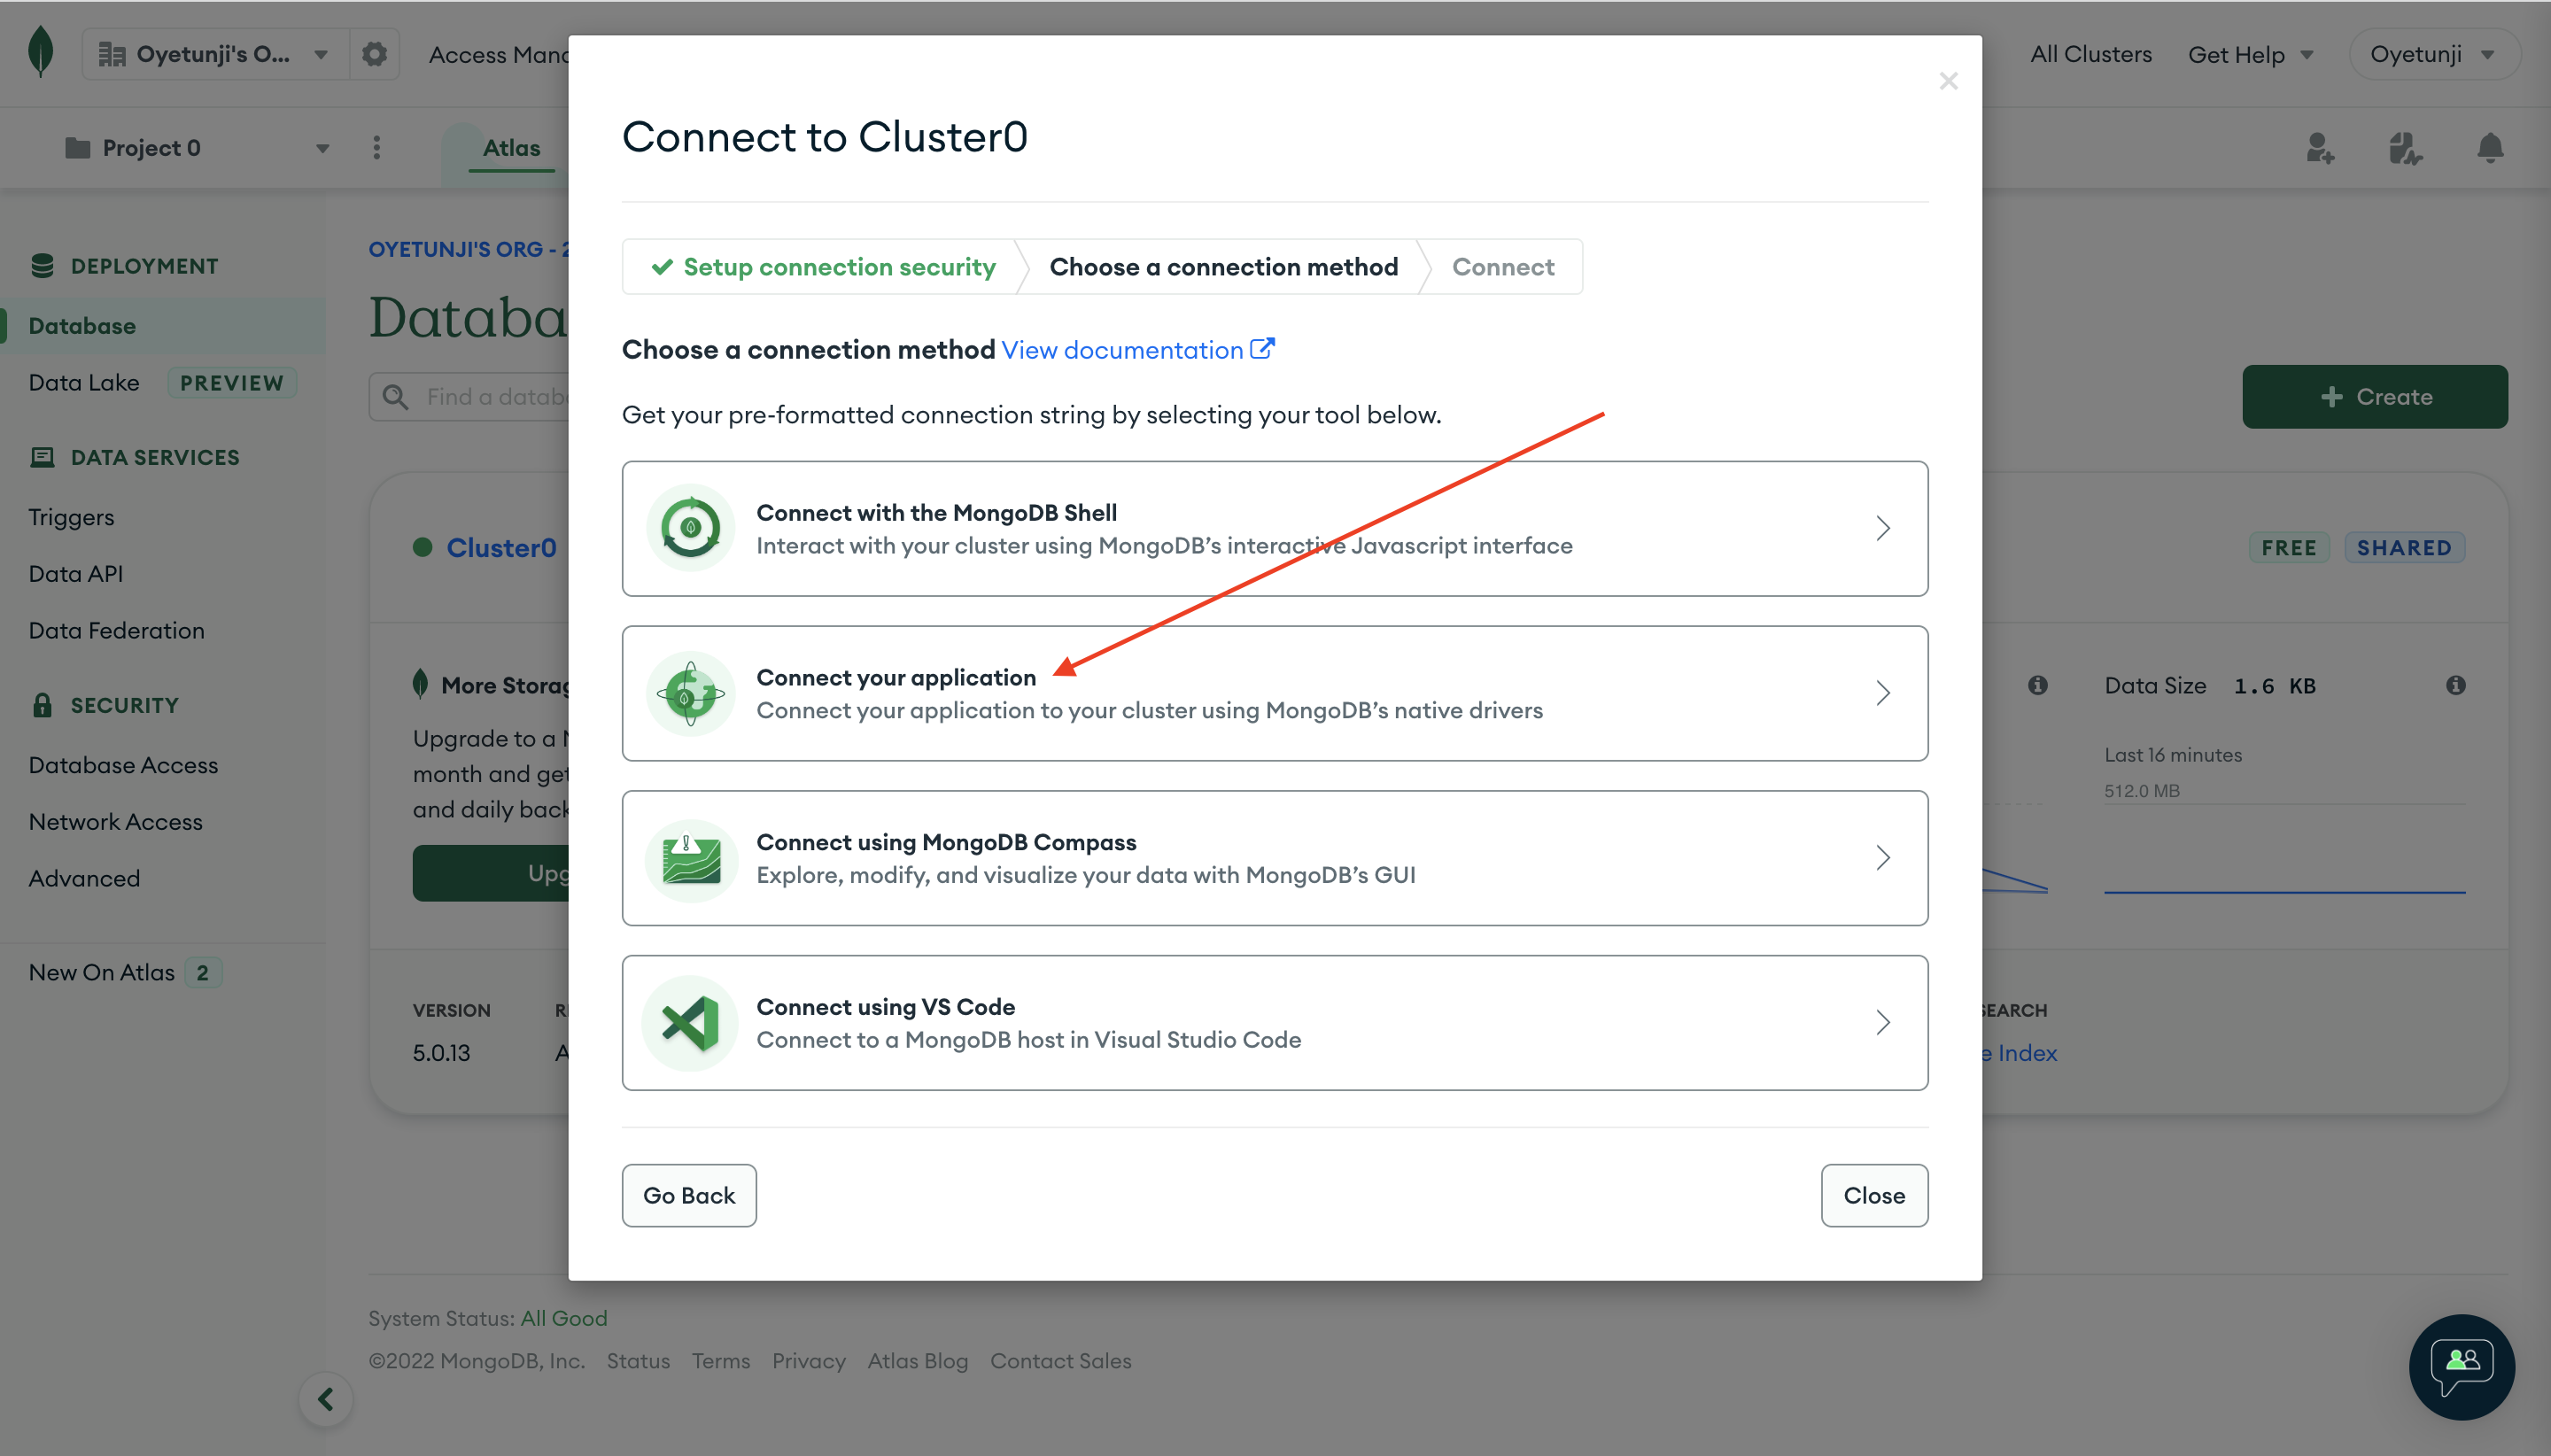 Oyetunji's O...
Access Mana
All Clusters
Get Help
Oyetunji
Project 0
Atlas
DEPLOYMENT
Database
Data Lake PREVIEW
DATA SERVICES
Triggers
Data API
Data Federation
SECURITY
Database Access
Network Access
Advanced
New On Atlas 2
OYETUNJI'S ORG - 2
Databa
Find a databa
Create
Cluster0
FREE SHARED
More Storag
Upgrade to a M
month and get
and daily back
Upg
VERSION
5.0.13
Data Size 1.6 KB
Last 16 minutes
512.0 MB
SEARCH
e Index
Connect to Cluster0
Setup connection security
Choose a connection method
Connect
Choose a connection method View documentation
Get your pre-formatted connection string by selecting your tool below.
Connect with the MongoDB Shell
Interact with your cluster using MongoDB’s interactive Javascript interface
Connect your application
Connect your application to your cluster using MongoDB’s native drivers
Connect using MongoDB Compass
Explore, modify, and visualize your data with MongoDB’s GUI
Connect using VS Code
Connect to a MongoDB host in Visual Studio Code
Go Back
Close
System Status: All Good
©2022 MongoDB, Inc. Status Terms Privacy Atlas Blog Contact Sales